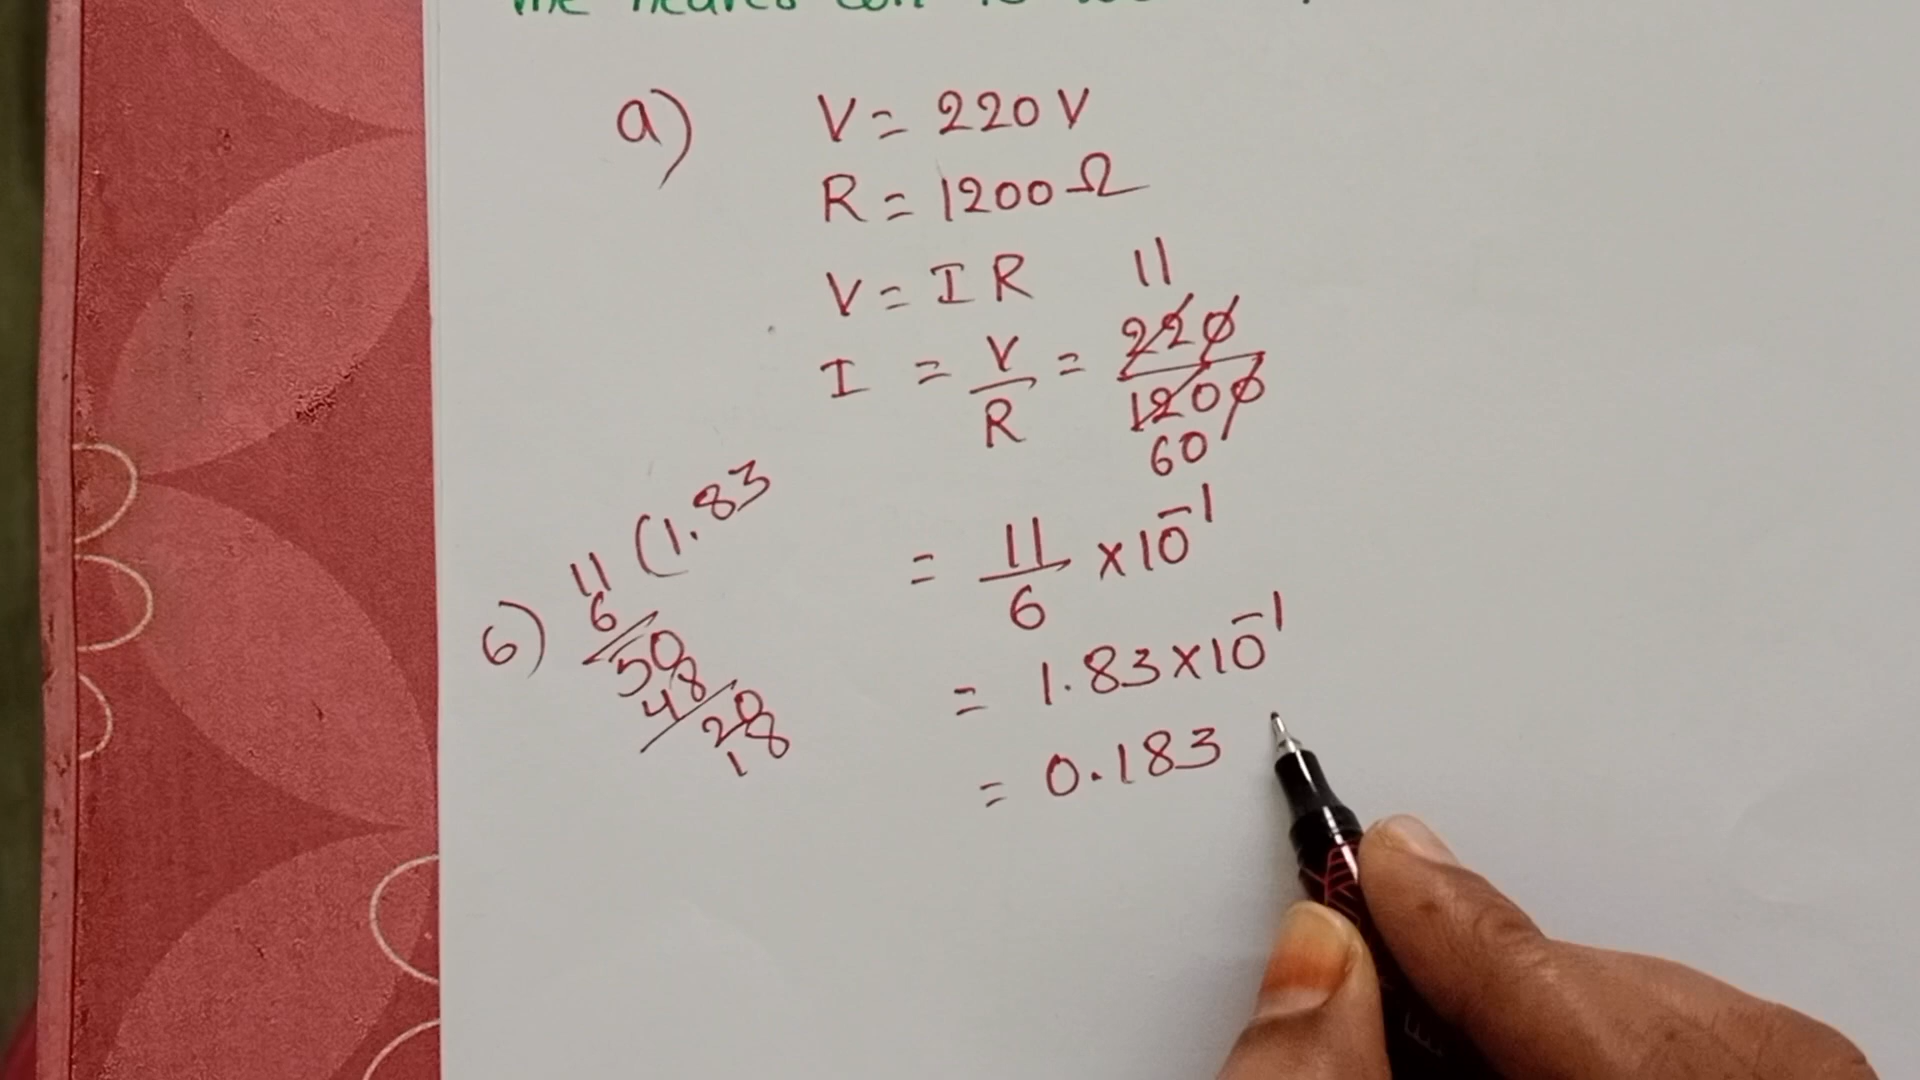 a)
V = 220 V
R = 1200 Ω
V = I R
I = V/R = 220/1200
11
60
= 11/6 × 10⁻¹
= 1.83 × 10⁻¹
= 0.183
6) 11 (1.83
6
50
48
20
18